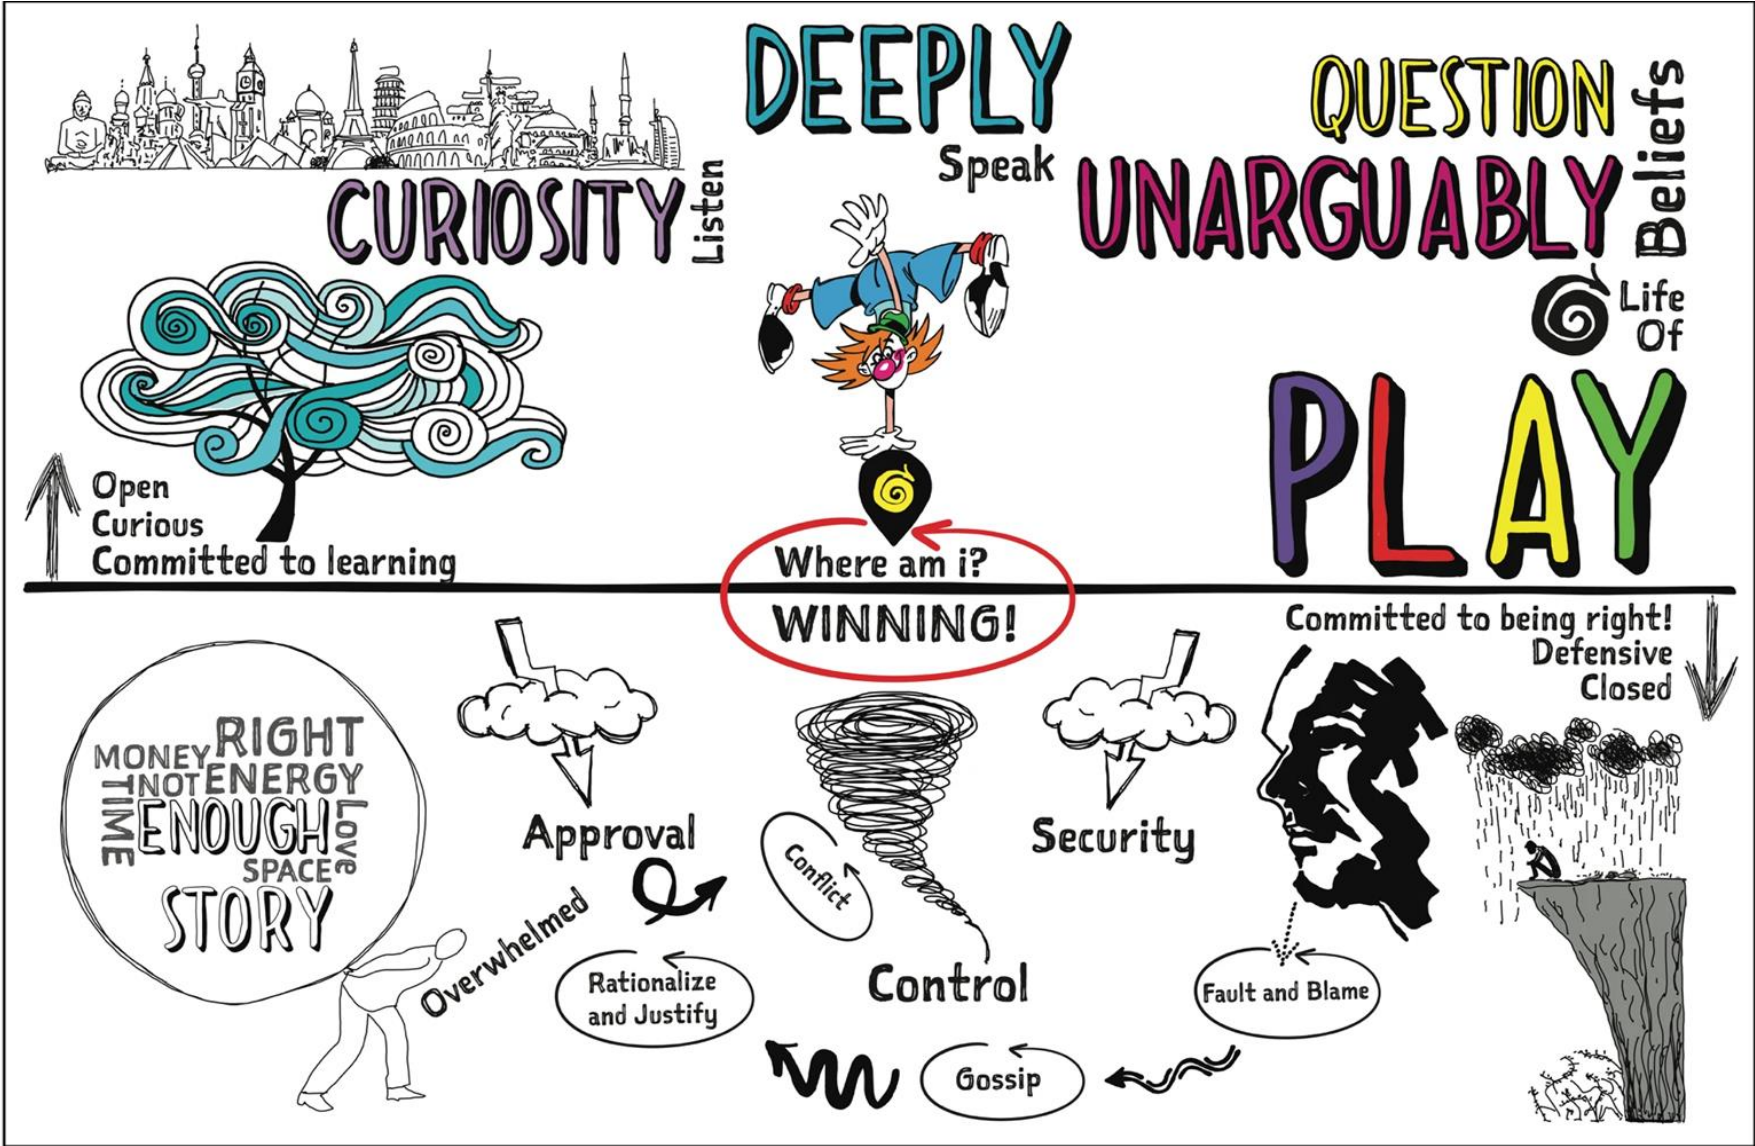 DEEPLY
Speak
QUESTION
Beliefs
UNARGUABLY
CURIOSITY
Listen
Life
Of
PLAY
Open
Curious
Committed to learning
Where am i?
WINNING!
Committed to being right!
Defensive
Closed
RIGHT
MONEY
NOT ENERGY
TIME
ENOUGH
Love
SPACE
STORY
Overwhelmed
Approval
Conflict
Security
Rationalize
and Justify
Control
Fault and Blame
Gossip